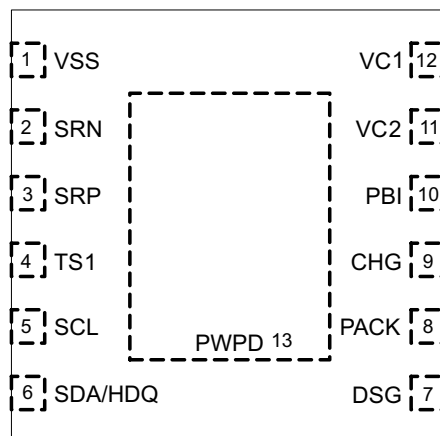 1 VSS VC1 12
2 SRN VC2 11
3 SRP PBI 10
4 TS1 CHG 9
5 SCL PACK 8
PWPD 13
6 SDA/HDQ DSG 7